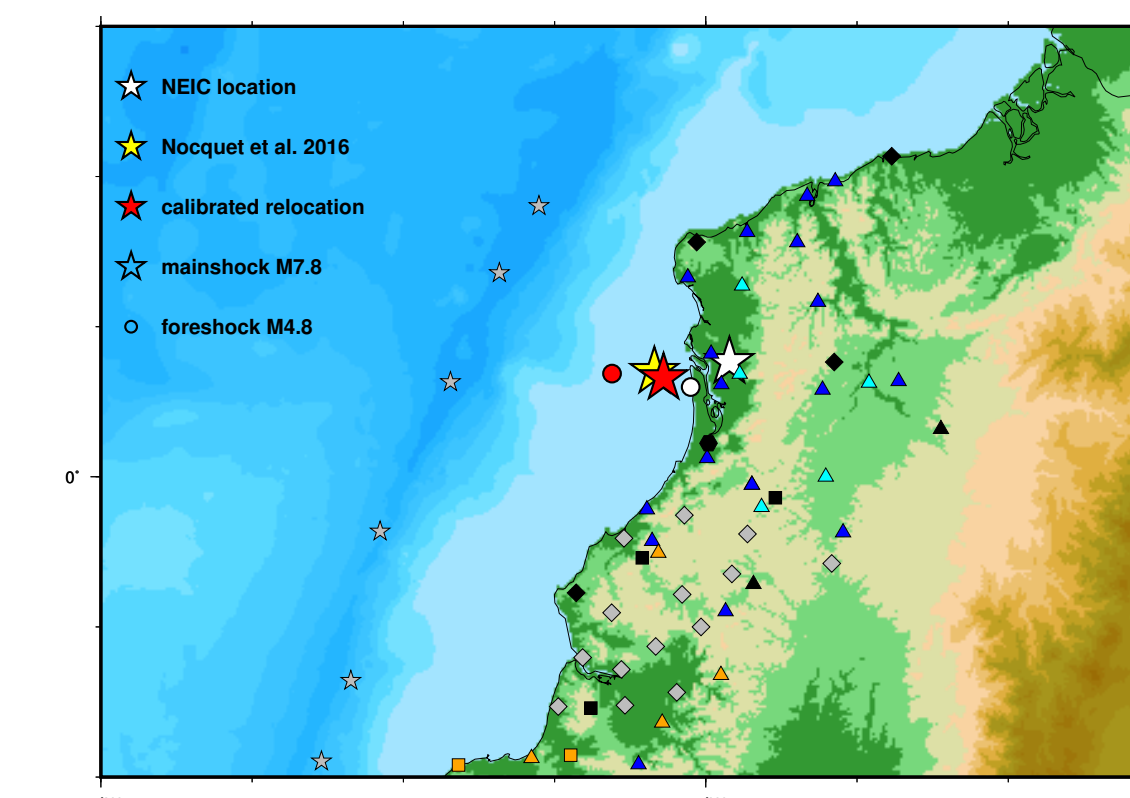 NEIC location
Nocquet et al. 2016
calibrated relocation
mainshock M7.8
foreshock M4.8
0°